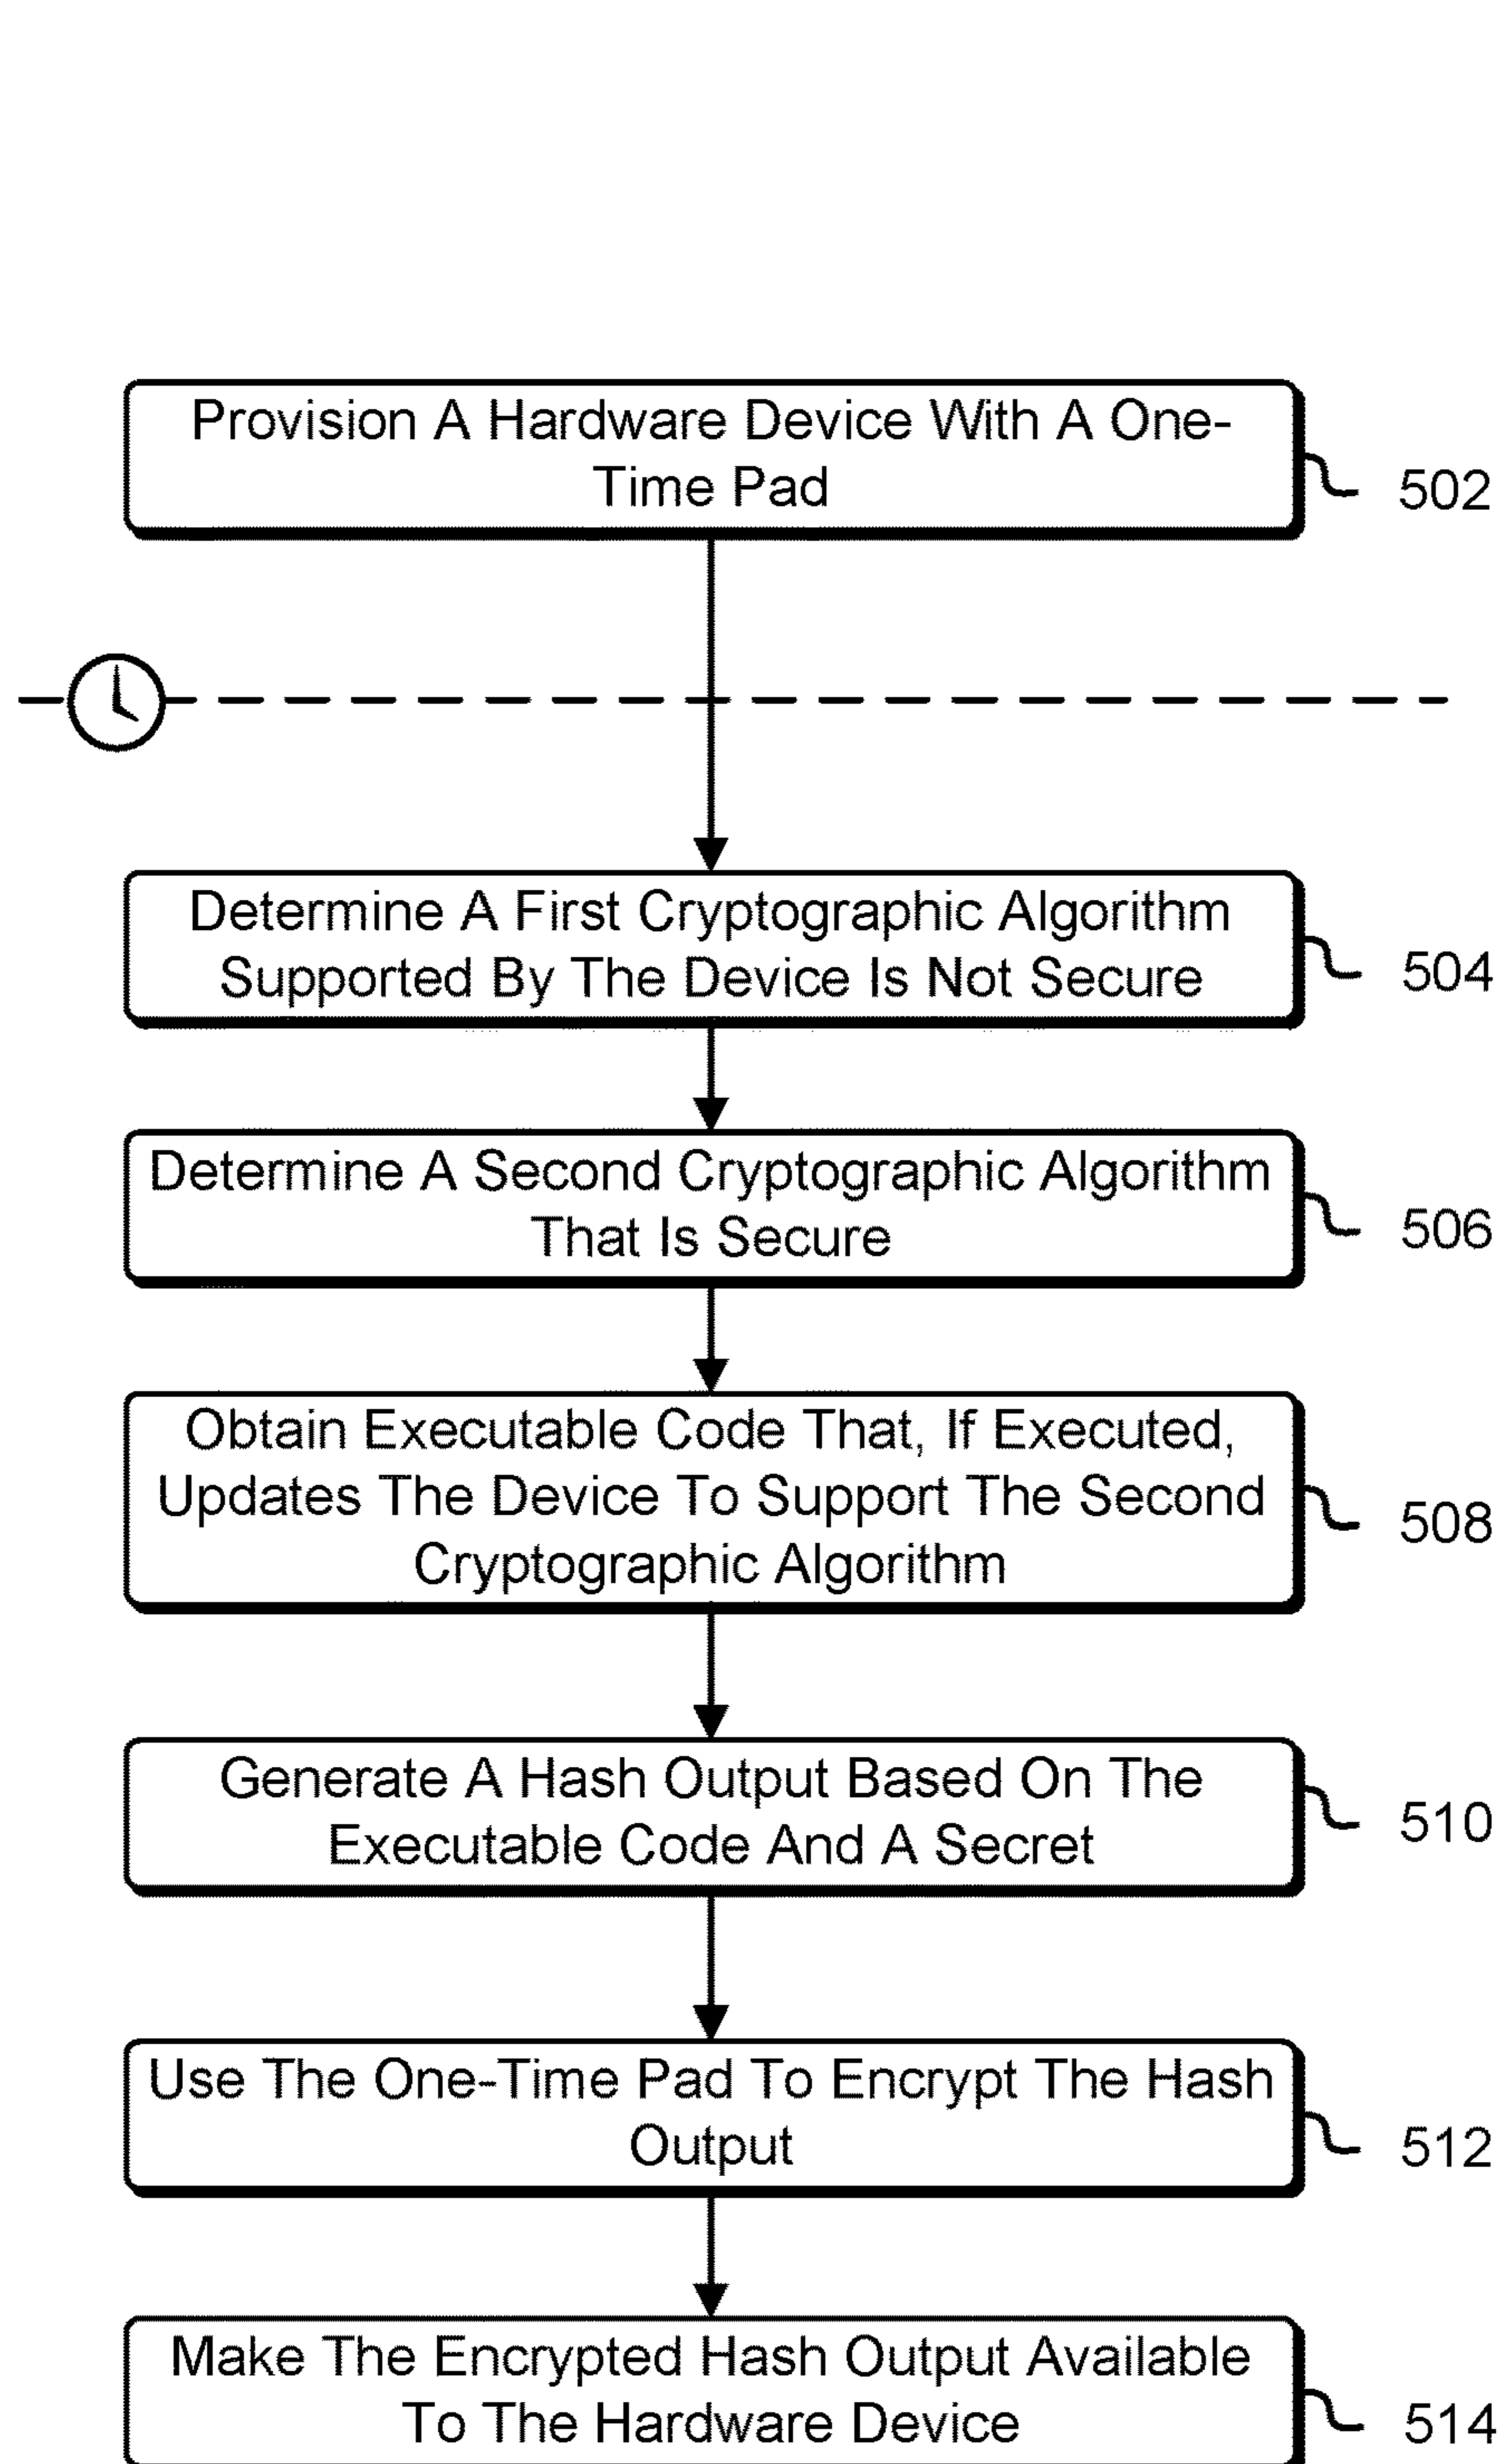 Provision A Hardware Device With A One-
Time Pad
502
Determine A First Cryptographic Algorithm
Supported By The Device Is Not Secure
504
Determine A Second Cryptographic Algorithm
That Is Secure
506
Obtain Executable Code That, If Executed,
Updates The Device To Support The Second
Cryptographic Algorithm
508
Generate A Hash Output Based On The
Executable Code And A Secret
510
Use The One-Time Pad To Encrypt The Hash
Output
512
Make The Encrypted Hash Output Available
To The Hardware Device
514